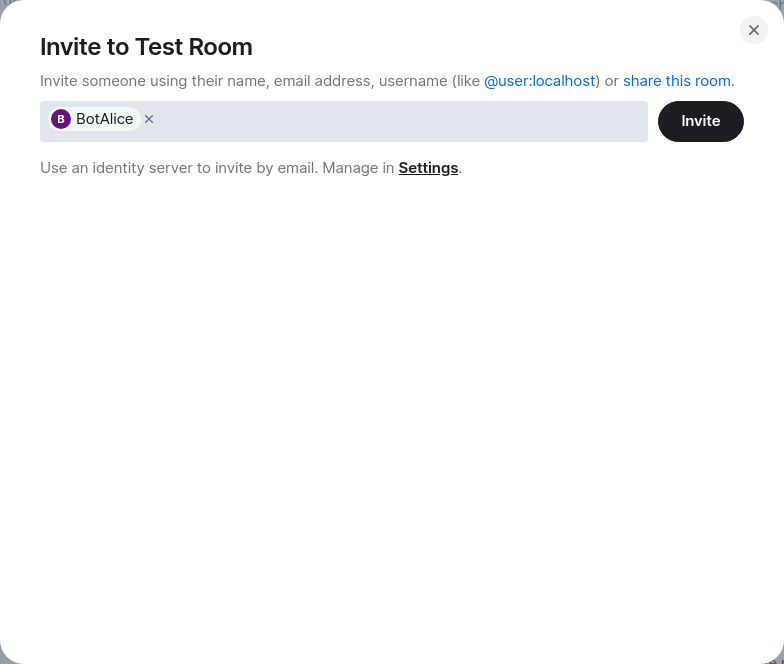 Invite to Test Room
Invite someone using their name, email address, username (like @user:localhost) or share this room.
B BotAlice
Invite
Use an identity server to invite by email. Manage in Settings.